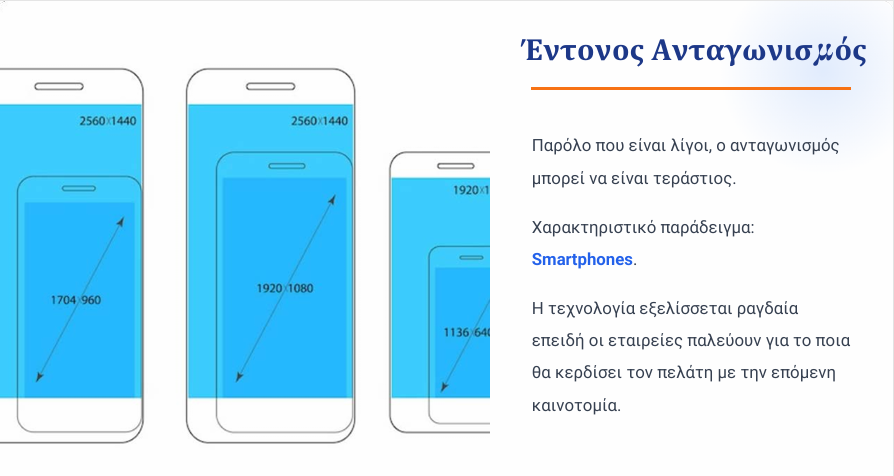 2560x1440
1704x960
2560x1440
1920x1080
1920x1
1136x640
Έντονος Ανταγωνισμός
Παρόλο που είναι λίγοι, ο ανταγωνισμός
μπορεί να είναι τεράστιος.
Χαρακτηριστικό παράδειγμα:
Smartphones.
Η τεχνολογία εξελίσσεται ραγδαία
επειδή οι εταιρείες παλεύουν για το ποια
θα κερδίσει τον πελάτη με την επόμενη
καινοτομία.